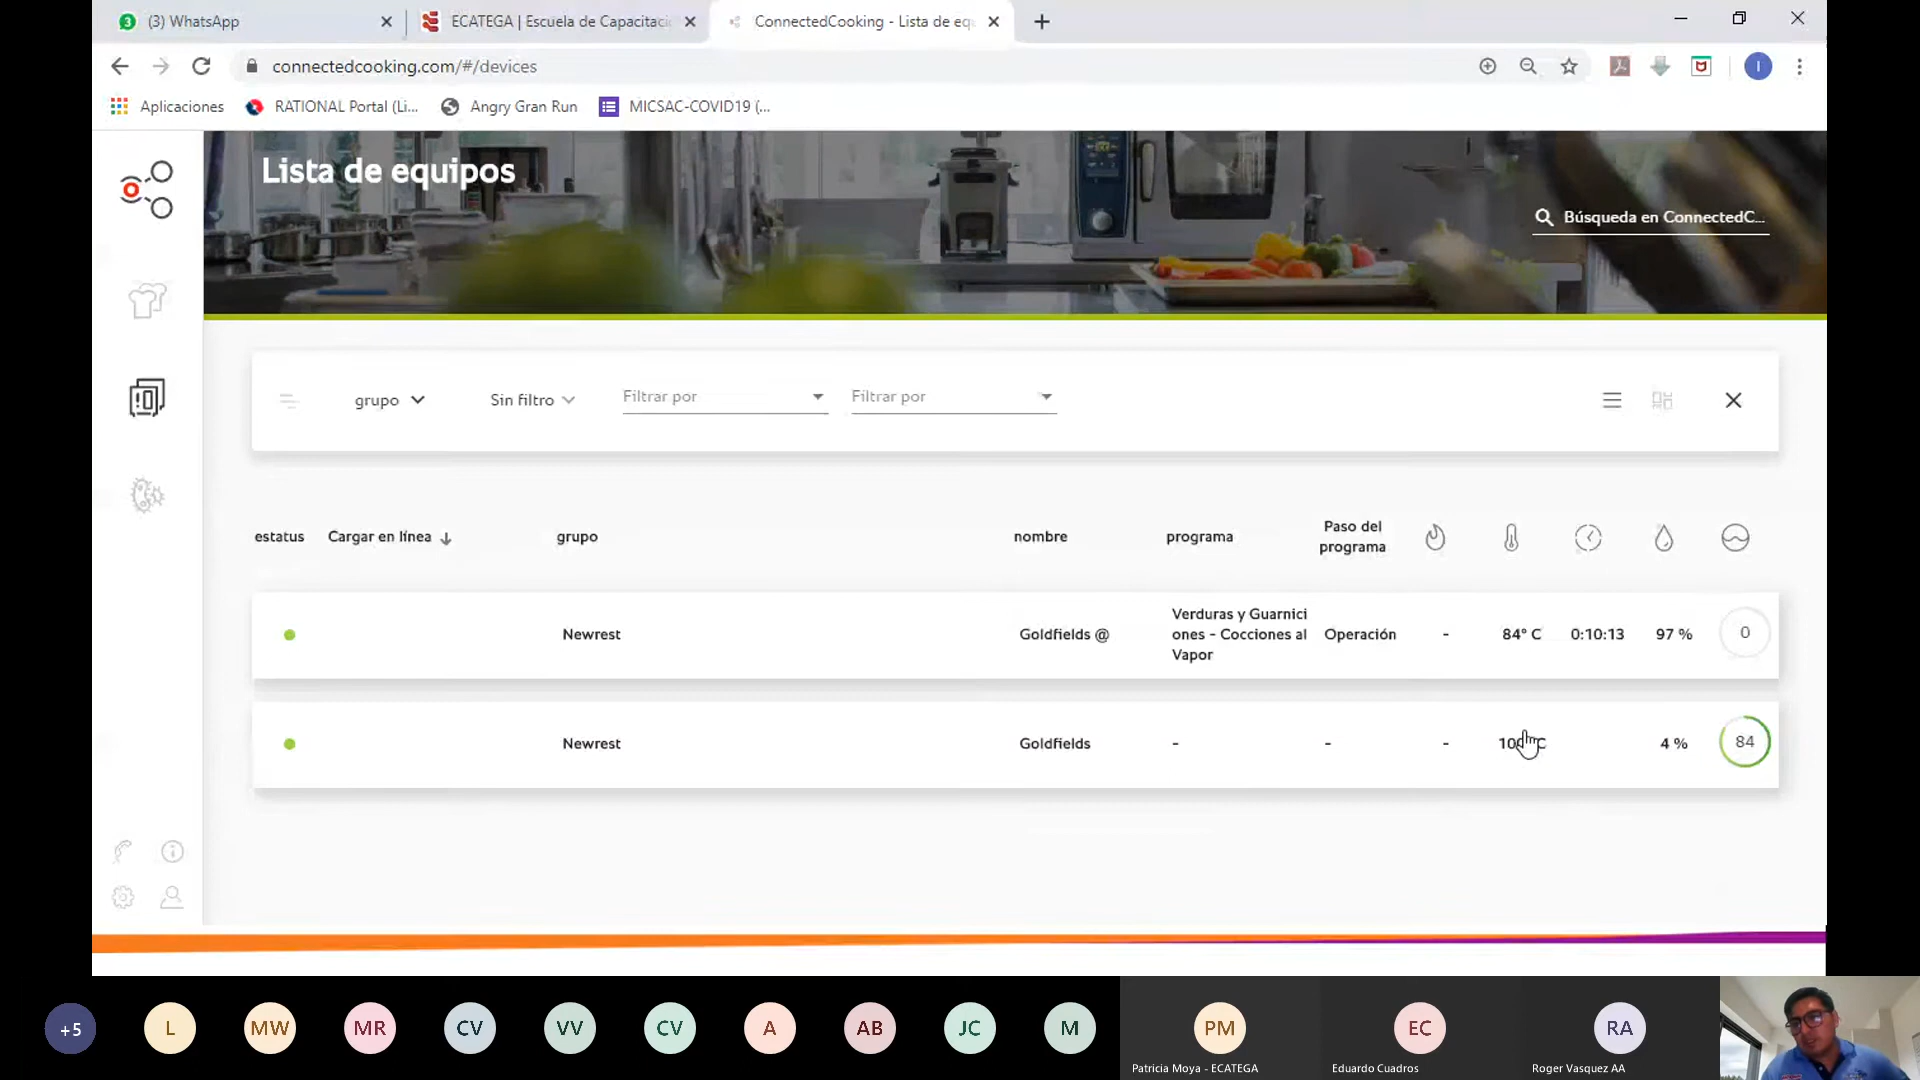 3 (3) WhatsApp
ECATEGA | Escuela de Capacitaci
ConnectedCooking - Lista de eq
connectedcooking.com/#/devices
I
Aplicaciones
RATIONAL Portal (Li...
Angry Gran Run
MICSAC-COVID19 (...
Lista de equipos
Búsqueda en ConnectedC...
grupo
Sin filtro
Filtrar por
Filtrar por
estatus
Cargar en línea
grupo
nombre
programa
Paso del
programa
Newrest
Goldfields @
Verduras y Guarnici
ones - Cocciones al
Vapor
Operación
-
84° C
0:10:13
97 %
0
Newrest
Goldfields
-
-
-
4 %
84
+5
L
MW
MR
CV
VV
CV
A
AB
JC
M
PM
EC
RA
Patricia Moya - ECATEGA
Eduardo Cuadros
Roger Vasquez AA